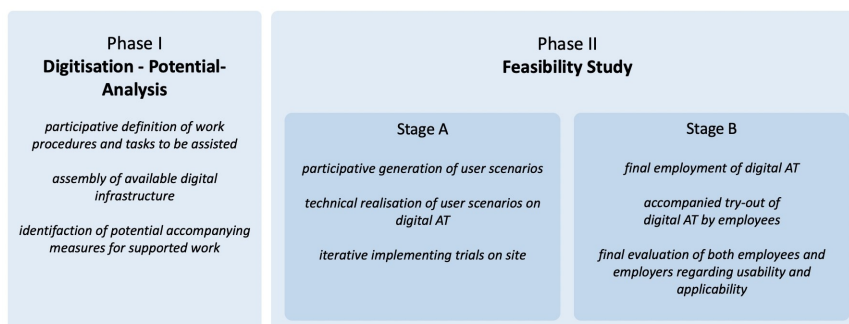 Phase I
Digitisation - Potential-
Analysis
participative definition of work
procedures and tasks to be assisted
assembly of available digital
infrastructure
identifaction of potential accompanying
measures for supported work
Phase II
Feasibility Study
Stage A
participative generation of user scenarios
technical realisation of user scenarios on
digital AT
iterative implementing trials on site
Stage B
final employment of digital AT
accompanied try-out of
digital AT by employees
final evaluation of both employees and
employers regarding usability and
applicability